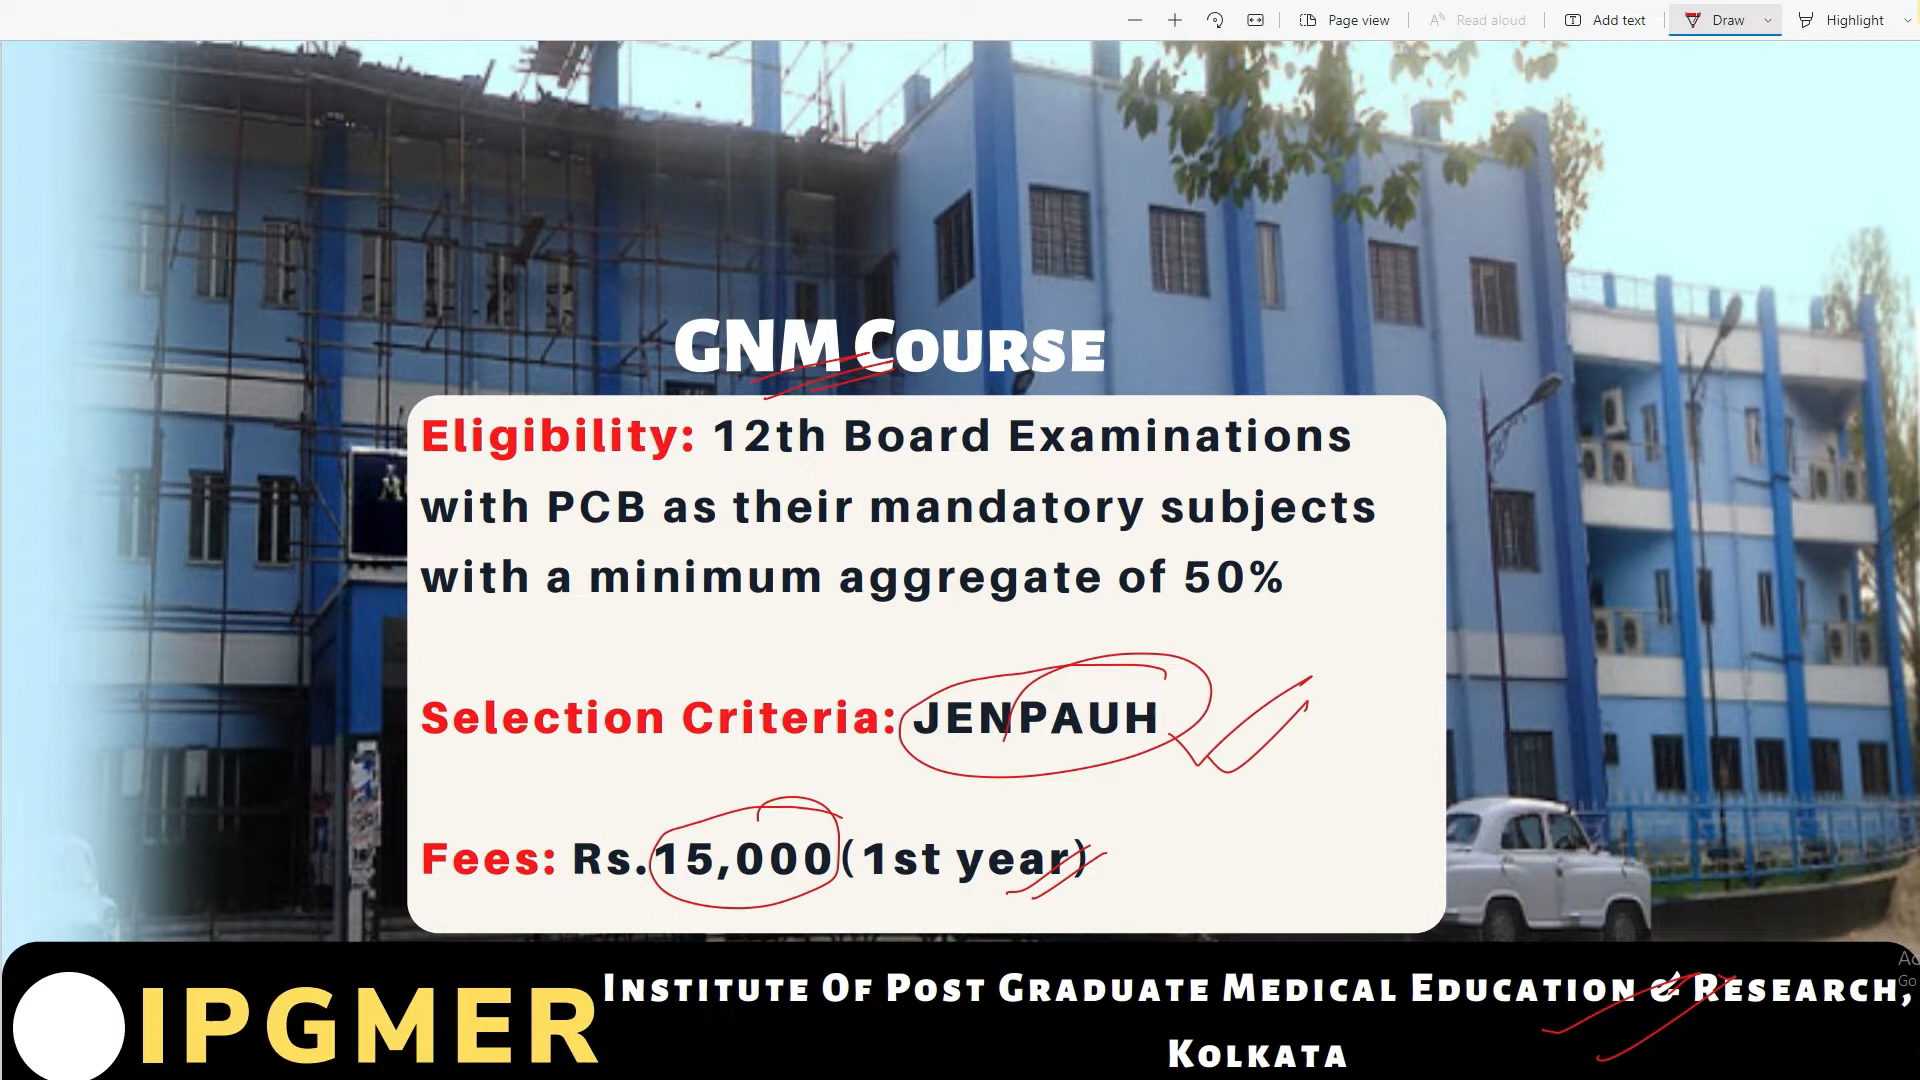 Page view
Read aloud
Add text
Draw
Highlight
GNM Course
Eligibility: 12th Board Examinations
with PCB as their mandatory subjects
with a minimum aggregate of 50%
Selection Criteria: JENPAUH
Fees: Rs.15,000(1st year)
IPGMER
Institute Of Post Graduate Medical Education & Research,
Kolkata